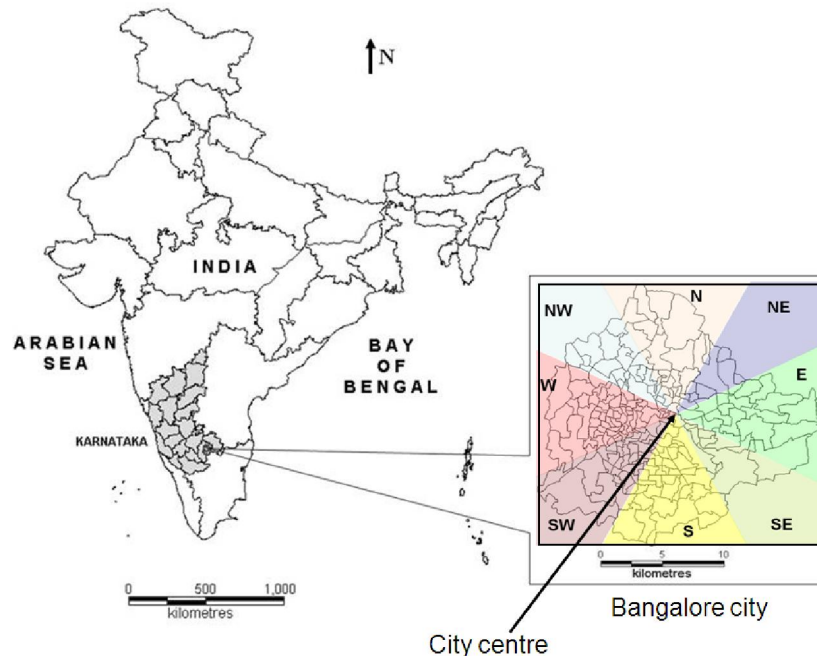 N
INDIA
ARABIAN
SEA
BAY
OF
BENGAL
KARNATAKA
0 500 1,000
kilometres
N
NW
NE
W
E
SW
S
SE
0 5 10
kilometres
Bangalore city
City centre